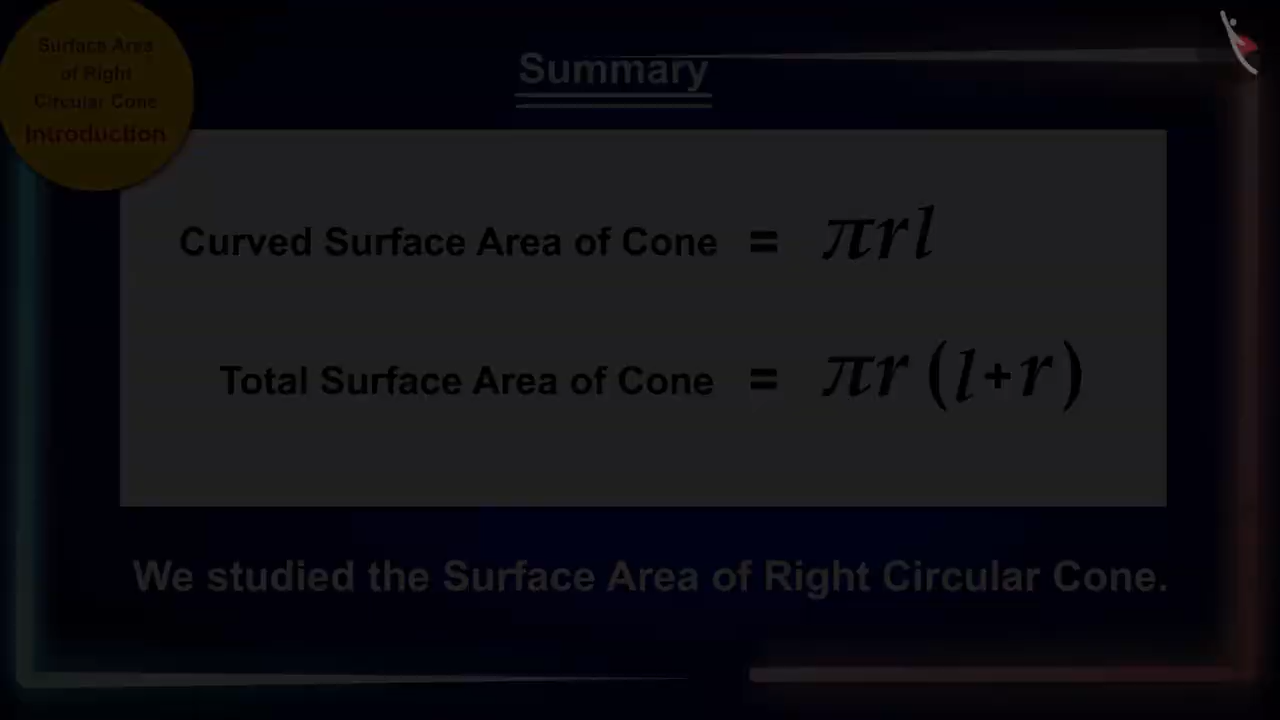 Surface Area
of Right
Circular Cone
Introduction
Summary
Curved Surface Area of Cone = πrl
Total Surface Area of Cone = πr (l+r)
We studied the Surface Area of Right Circular Cone.